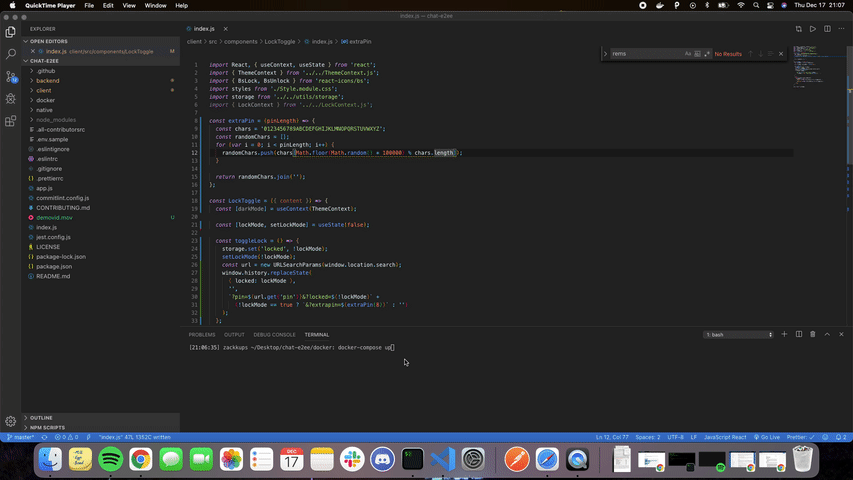 QuickTime Player File Edit View Window Help
Thu Dec 17 21:07
index.js — chat-e2ee
EXPLORER
index.js
OPEN EDITORS
index.js client/src/components/LockToggle M
CHAT-E2EE
.github
backend
client
docker
native
node_modules
.all-contributorsrc
.env.sample
.eslintignore
.eslintrc
.gitignore
.prettierrc
app.js
commitlint.config.js
CONTRIBUTING.md
demovid.mov U
index.js
jest.config.js
LICENSE
package-lock.json
package.json
README.md
OUTLINE
NPM SCRIPTS
client > src > components > LockToggle > index.js > extraPin
rems
Aa
No Results
1 import React, { useContext, useState } from 'react';
2 import { ThemeContext } from '../../ThemeContext.js';
3 import { BsLock, BsUnlock } from 'react-icons/bs';
4 import styles from './Style.module.css';
5 import storage from '../../utils/storage';
6 import { LockContext } from '../../LockContext.js';
7
8 const extraPin = (pinLength) => {
9 const chars = '0123456789ABCDEFGHIJKLMNOPQRSTUVWXYZ';
10 const randomChars = [];
11 for (var i = 0; i < pinLength; i++) {
12 randomChars.push(chars[Math.floor(Math.random() * 100000) % chars.length]);
13 }
14
15 return randomChars.join('');
16 };
17
18 const LockToggle = ({ content }) => {
19 const [darkMode] = useContext(ThemeContext);
20
21 const [lockMode, setLockMode] = useState(false);
22
23 const toggleLock = () => {
24 storage.set('locked', !lockMode);
25 setLockMode(!lockMode);
26 const url = new URLSearchParams(window.location.search);
27 window.history.replaceState(
28 { locked: lockMode },
29 '',
30 `?pin=${url.get('pin')}&?locked=${!lockMode}` +
31 (!lockMode == true ? `&?extrapin=${extraPin(8)}` : '')
32 );
33 };
PROBLEMS OUTPUT DEBUG CONSOLE TERMINAL
1: bash
[21:06:35] zackkups ~/Desktop/chat-e2ee/docker: docker-compose up
master* 0 0 "index.js" 47L, 1352C written
Ln 12, Col 77 Spaces: 2 UTF-8 LF JavaScript React Go Live Prettier: ✓ 2
DEC
17